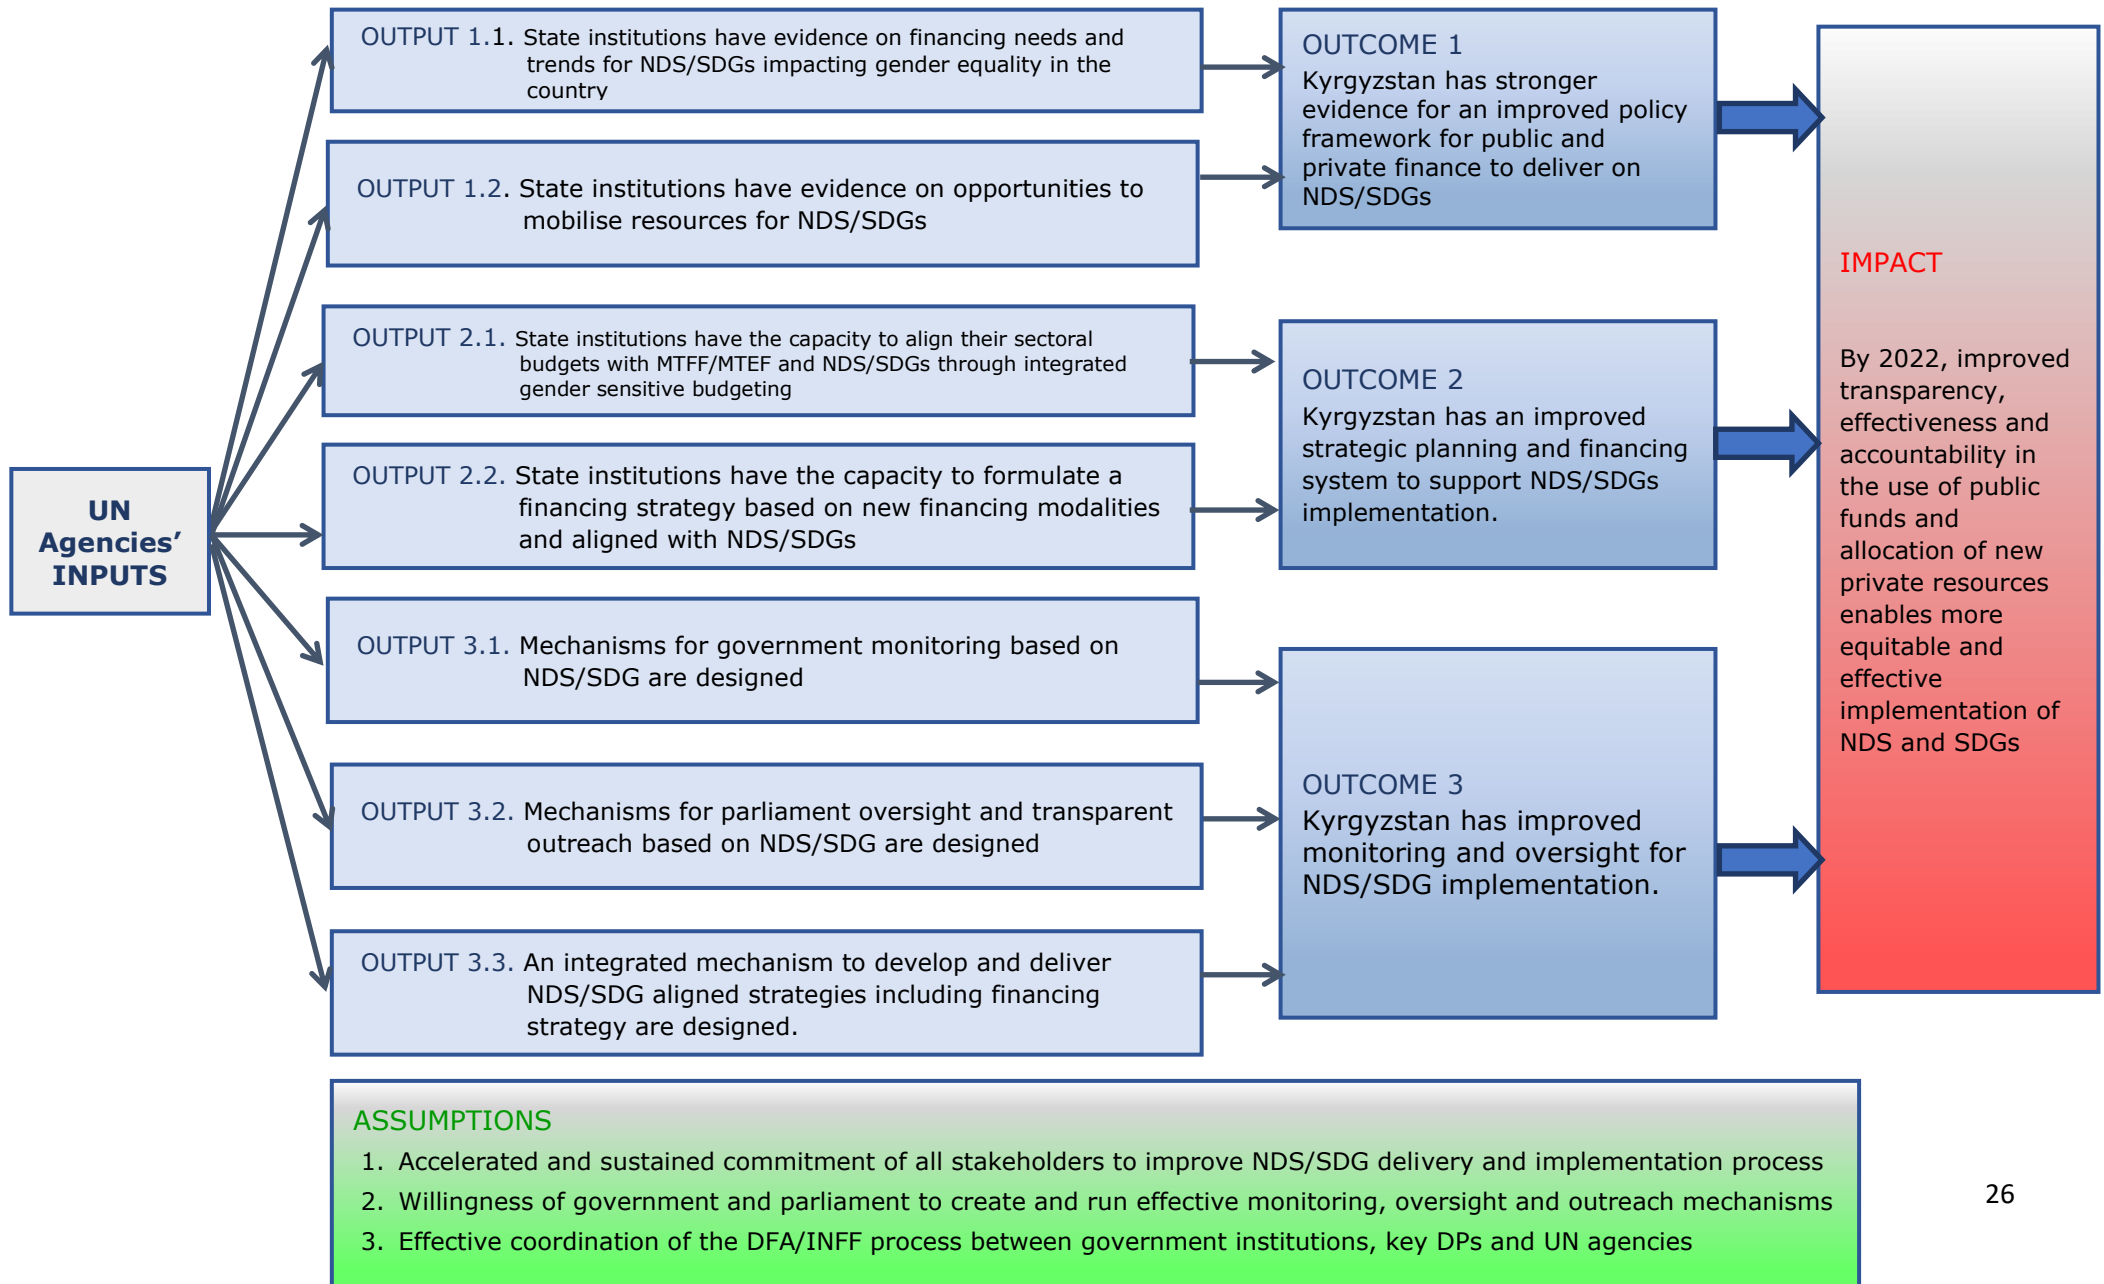 UN
Agencies’
INPUTS
OUTPUT 1.1. State institutions have evidence on financing needs and
trends for NDS/SDGs impacting gender equality in the
country
OUTPUT 1.2. State institutions have evidence on opportunities to
mobilise resources for NDS/SDGs
OUTPUT 2.1. State institutions have the capacity to align their sectoral
budgets with MTFF/MTEF and NDS/SDGs through integrated
gender sensitive budgeting
OUTPUT 2.2. State institutions have the capacity to formulate a
financing strategy based on new financing modalities
and aligned with NDS/SDGs
OUTPUT 3.1. Mechanisms for government monitoring based on
NDS/SDG are designed
OUTPUT 3.2. Mechanisms for parliament oversight and transparent
outreach based on NDS/SDG are designed
OUTPUT 3.3. An integrated mechanism to develop and deliver
NDS/SDG aligned strategies including financing
strategy are designed.
OUTCOME 1
Kyrgyzstan has stronger
evidence for an improved policy
framework for public and
private finance to deliver on
NDS/SDGs
OUTCOME 2
Kyrgyzstan has an improved
strategic planning and financing
system to support NDS/SDGs
implementation.
OUTCOME 3
Kyrgyzstan has improved
monitoring and oversight for
NDS/SDG implementation.
IMPACT
By 2022, improved
transparency,
effectiveness and
accountability in
the use of public
funds and
allocation of new
private resources
enables more
equitable and
effective
implementation of
NDS and SDGs
ASSUMPTIONS
1. Accelerated and sustained commitment of all stakeholders to improve NDS/SDG delivery and implementation process
2. Willingness of government and parliament to create and run effective monitoring, oversight and outreach mechanisms
3. Effective coordination of the DFA/INFF process between government institutions, key DPs and UN agencies
26